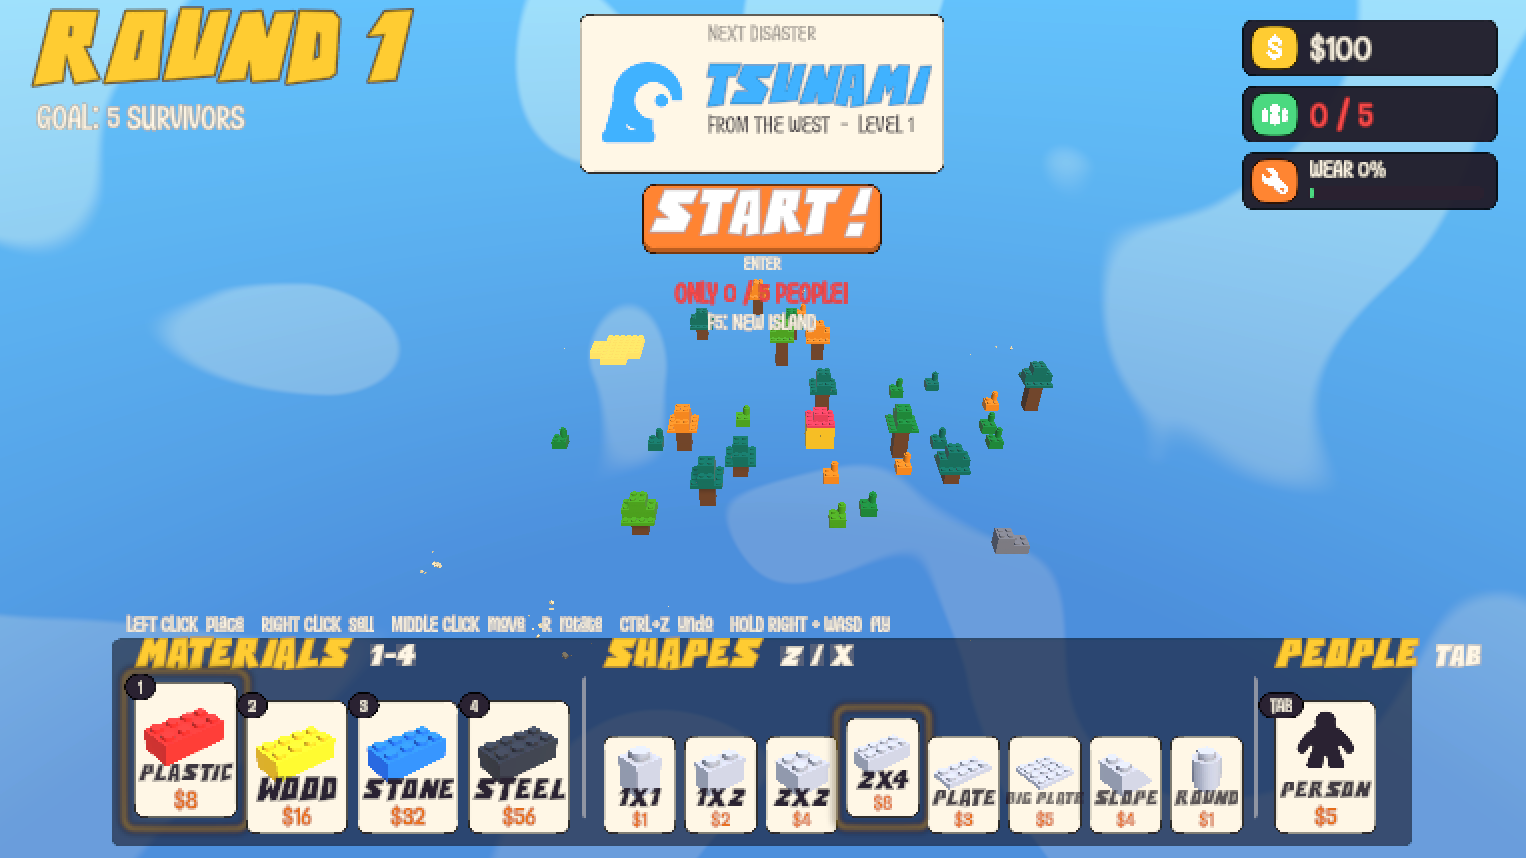 ROUND 1
GOAL: 5 SURVIVORS
NEXT DISASTER
TSUNAMI
FROM THE WEST - LEVEL 1
$100
0 / 5
WEAR 0%
START!
ENTER
ONLY 0 / 5 PEOPLE!
F5: NEW ISLAND
LEFT CLICK place RIGHT CLICK sell MIDDLE CLICK move R rotate CTRL+Z undo HOLD RIGHT + WASD fly
MATERIALS 1-4
SHAPES Z / X
PEOPLE TAB
1
PLASTIC
$8
2
WOOD
$16
3
STONE
$32
4
STEEL
$56
1X1
$1
1X2
$2
2X2
$4
2X4
$8
PLATE
$3
BIG PLATE
$5
SLOPE
$4
ROUND
$1
TAB
PERSON
$5